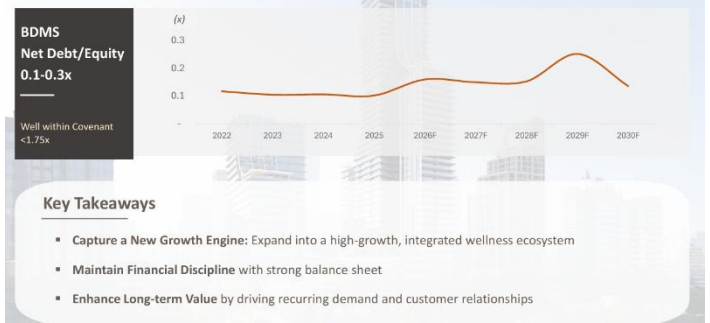 BDMS
Net Debt/Equity
0.1-0.3x
Well within Covenant
<1.75x
(x)
0.3
0.2
0.1
-
2022 2023 2024 2025 2026F 2027F 2028F 2029F 2030F
Key Takeaways
▪ Capture a New Growth Engine: Expand into a high-growth, integrated wellness ecosystem
▪ Maintain Financial Discipline with strong balance sheet
▪ Enhance Long-term Value by driving recurring demand and customer relationships